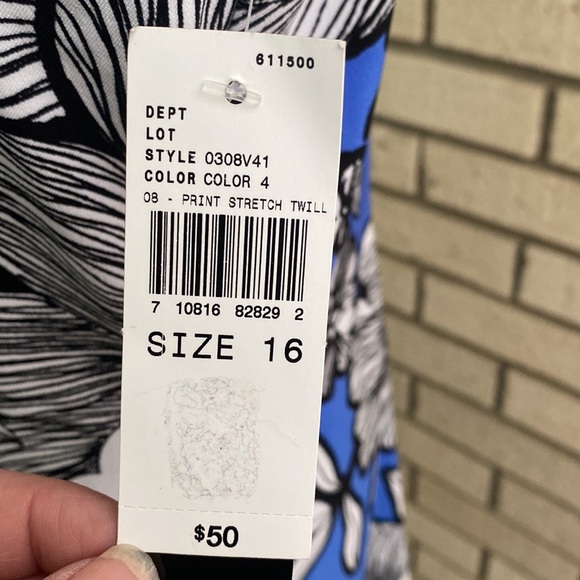 611500
DEPT
LOT
STYLE 0308V41
COLOR COLOR 4
08 - PRINT STRETCH TWILL
7 10816 82829 2
SIZE 16
$50